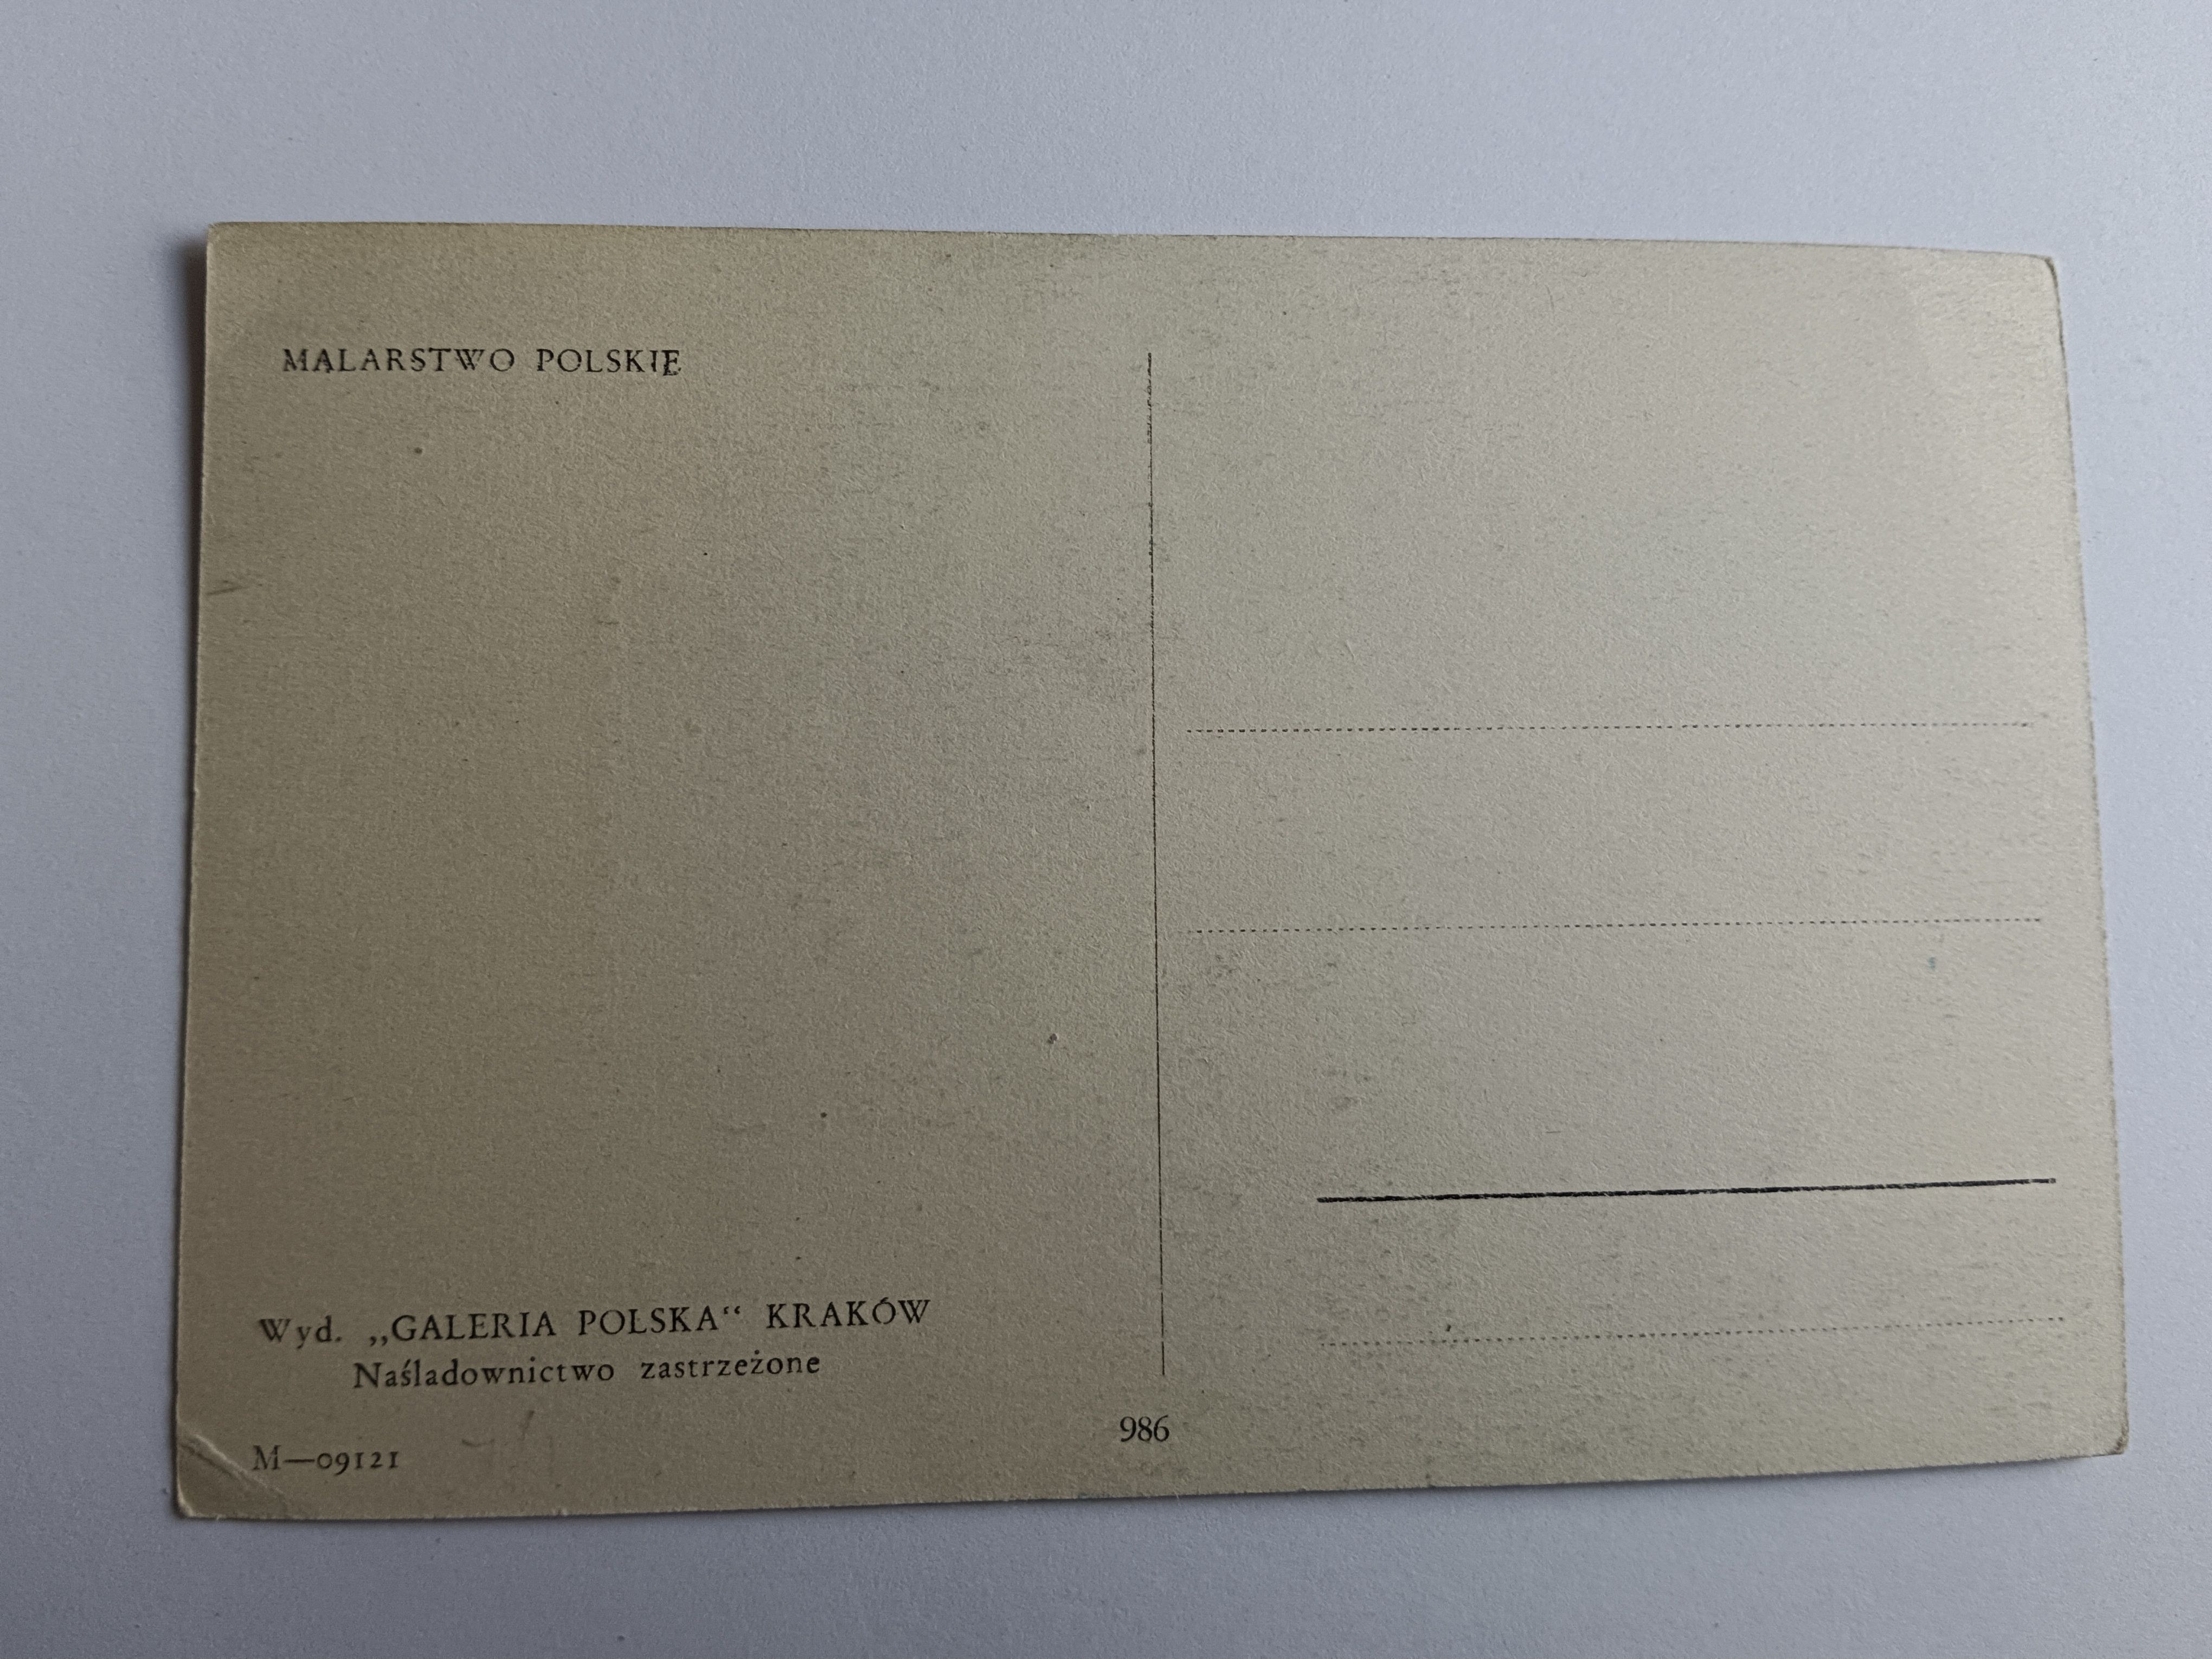 MALARSTWO POLSKIE
Wyd. „GALERIA POLSKA“ KRAKÓW
Naśladownictwo zastrzeżone
986
M—09121